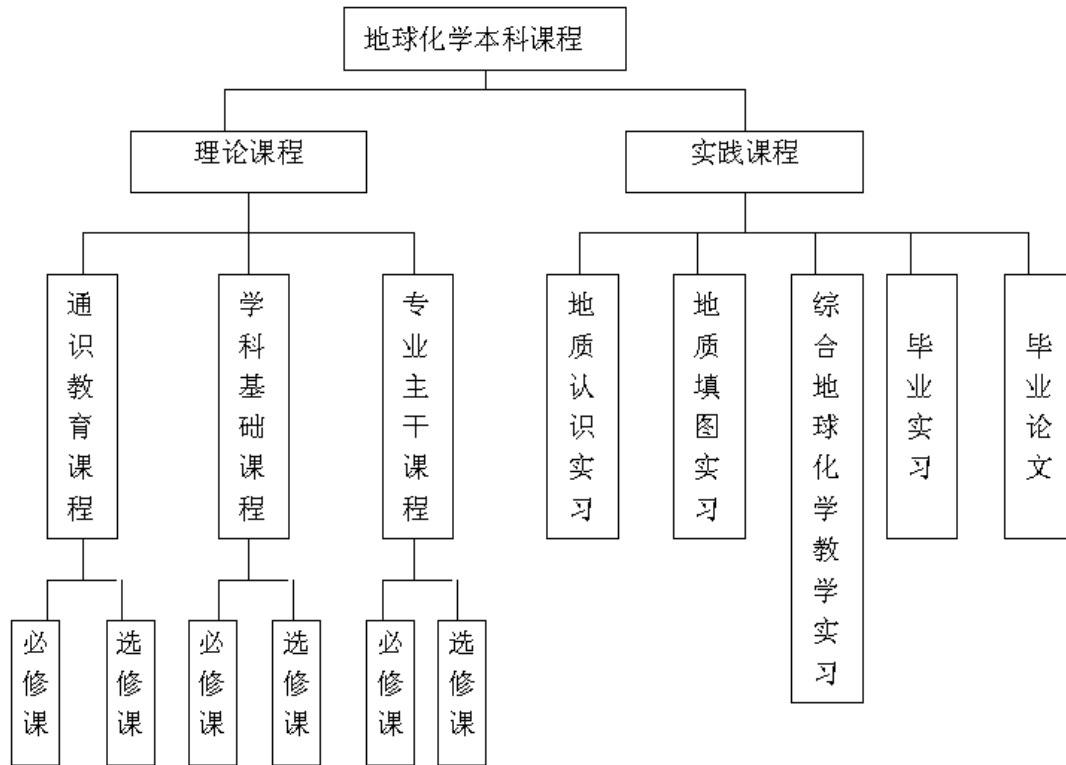 地球化学本科课程
理论课程
实践课程
通识教育课程
学科基础课程
专业主干课程
地质认识实习
地质填图实习
综合地球化学教学实习
毕业实习
毕业论文
必修课
选修课
必修课
选修课
必修课
选修课